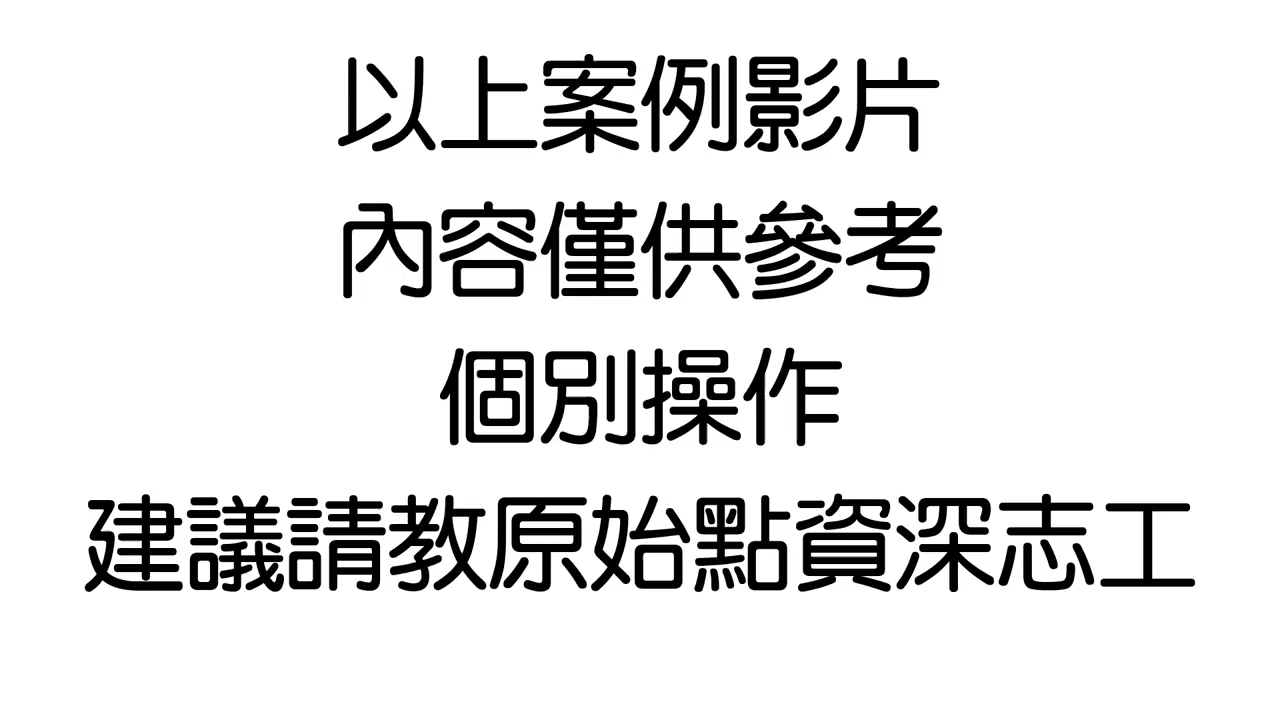 以上案例影片
內容僅供參考
個別操作
建議請教原始點資深志工